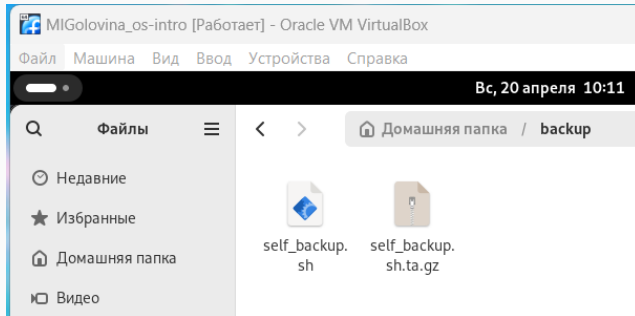 MIGolovina_os-intro [Работает] - Oracle VM VirtualBox
Файл Машина Вид Ввод Устройства Справка
Вс, 20 апреля 10:11
Файлы
Домашняя папка / backup
Недавние
Избранные
Домашняя папка
Видео
self_backup.
sh
self_backup.
sh.ta.gz